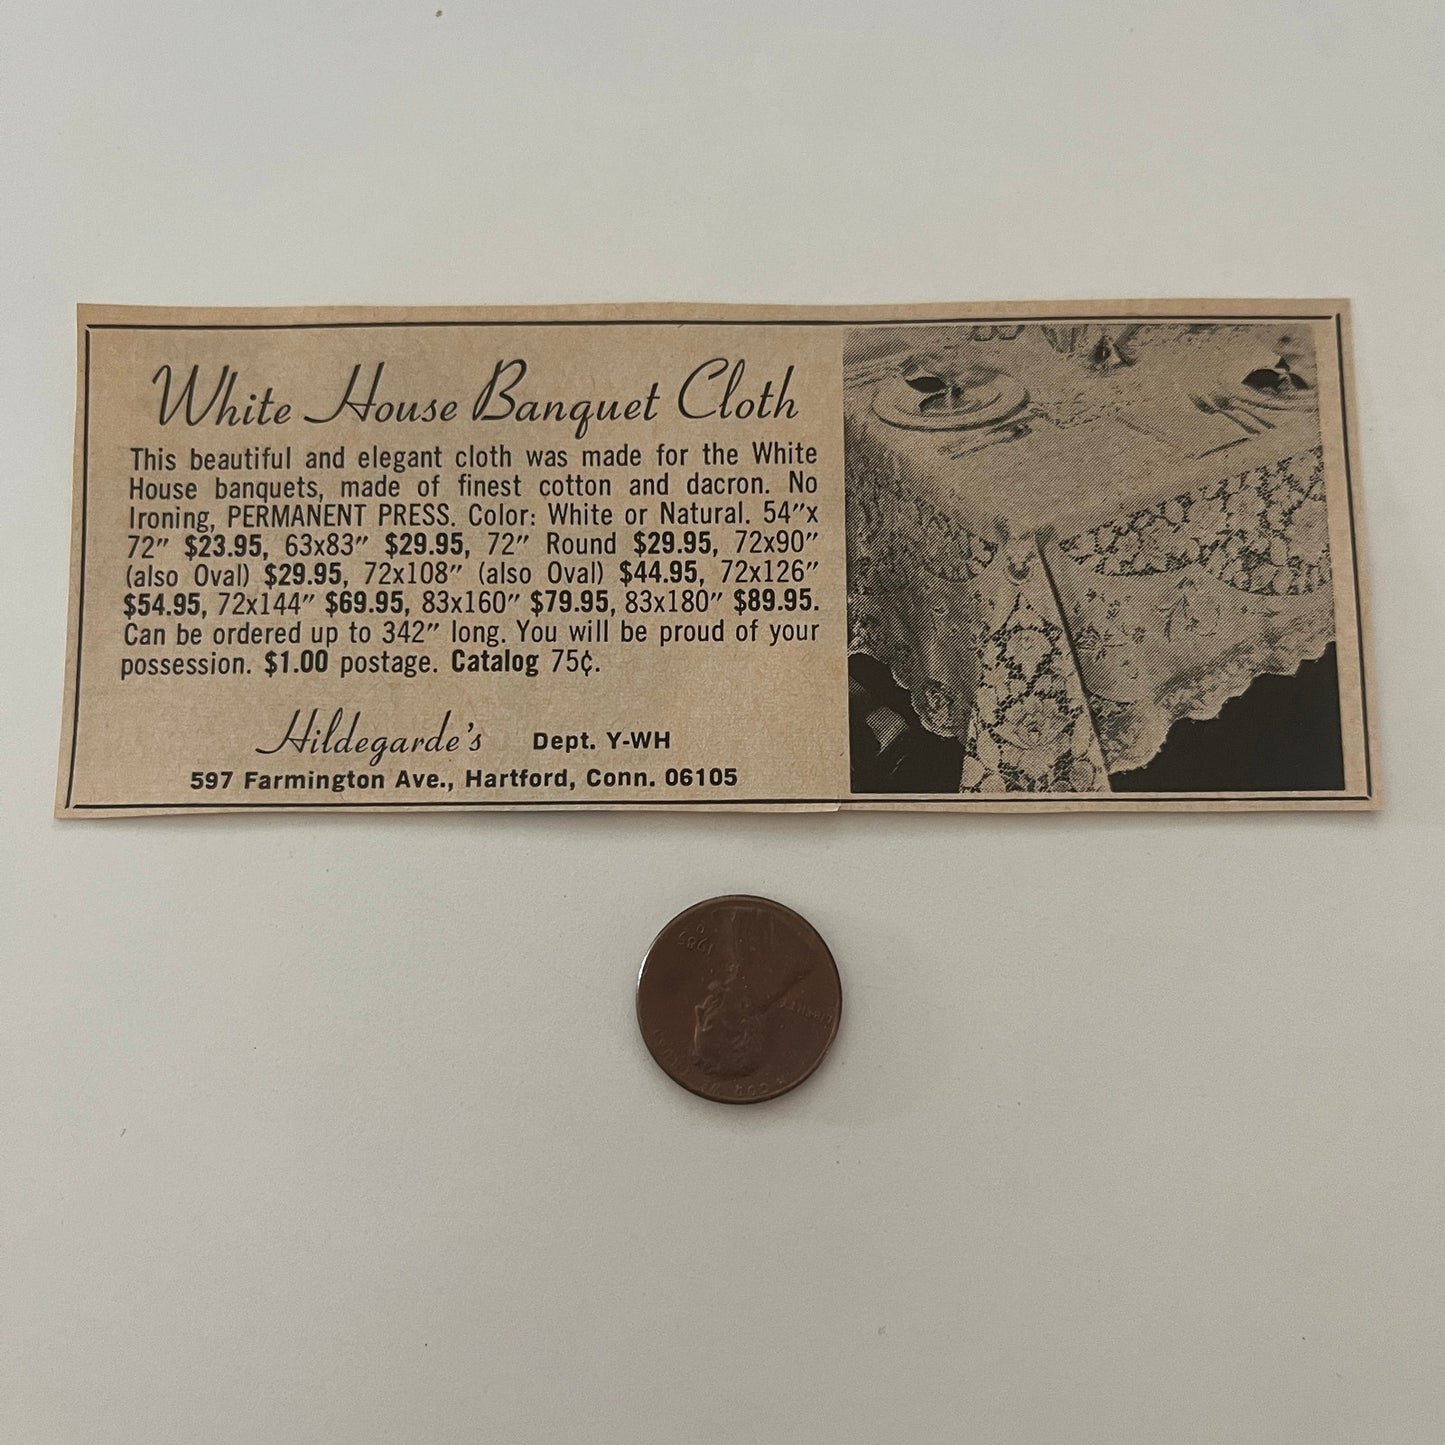 White House Banquet Cloth
This beautiful and elegant cloth was made for the White
House banquets, made of finest cotton and dacron. No
Ironing, PERMANENT PRESS. Color: White or Natural. 54″x
72″ $23.95, 63x83″ $29.95, 72″ Round $29.95, 72x90″
(also Oval) $29.95, 72x108″ (also Oval) $44.95, 72x126″
$54.95, 72x144″ $69.95, 83x160″ $79.95, 83x180″ $89.95.
Can be ordered up to 342″ long. You will be proud of your
possession. $1.00 postage. Catalog 75¢.
Hildegarde's Dept. Y-WH
597 Farmington Ave., Hartford, Conn. 06105
1985
D
LIBERTY